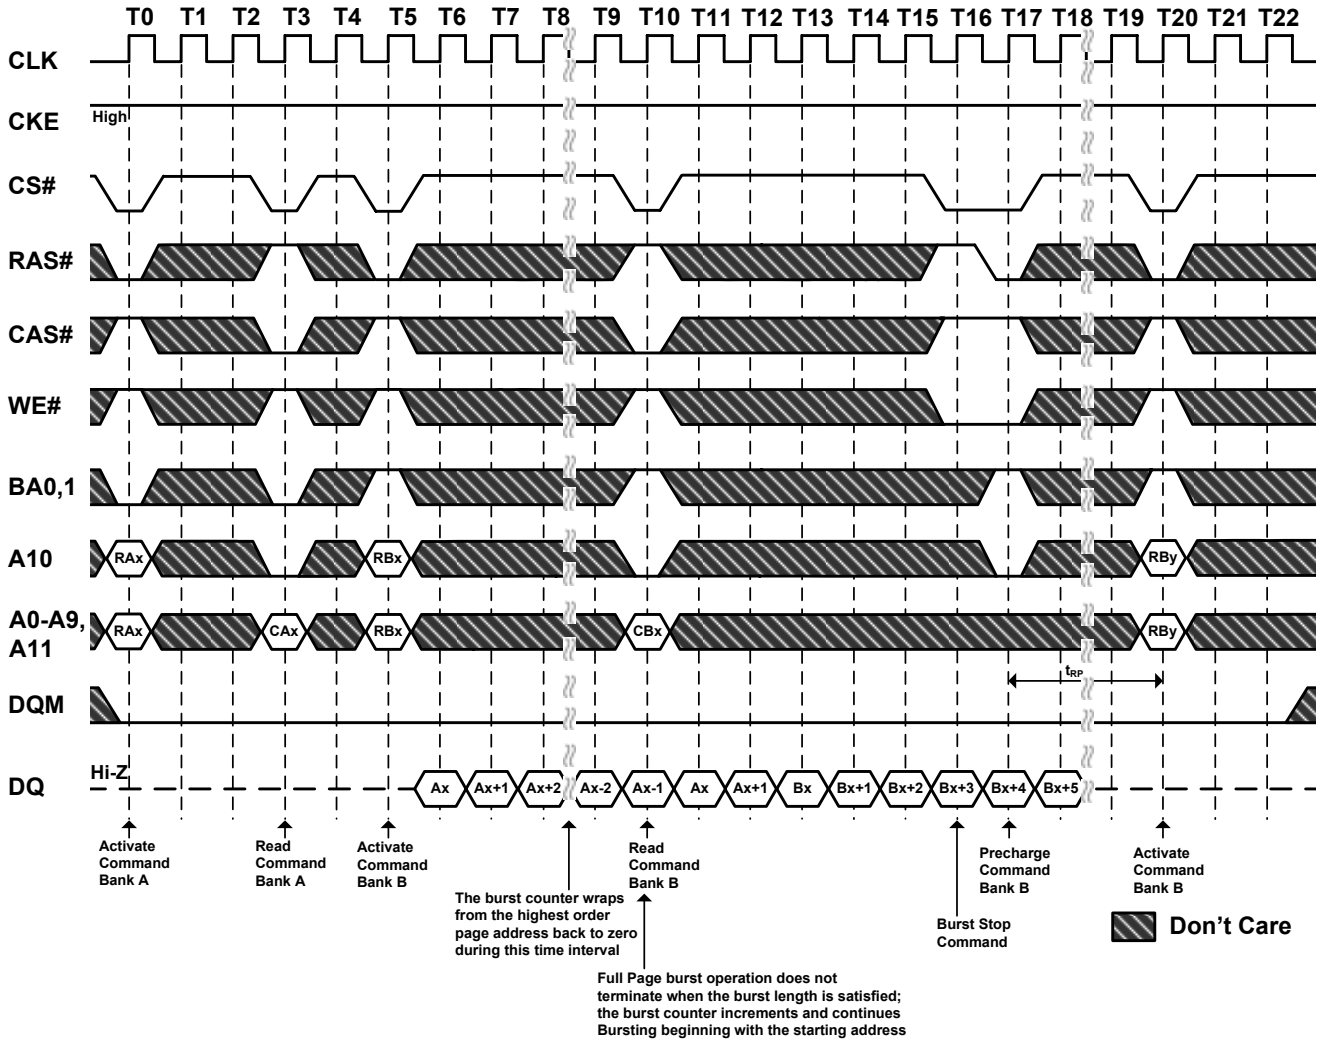 T0 T1 T2 T3 T4 T5 T6 T7 T8 T9 T10 T11 T12 T13 T14 T15 T16 T17 T18 T19 T20 T21 T22
CLK
CKE
High
CS#
RAS#
CAS#
WE#
BA0,1
A10
RAx
RBx
RBy
A0-A9,
A11
RAx
CAx
RBx
CBx
RBy
tRP
DQM
DQ
Hi-Z
Ax Ax+1 Ax+2 Ax-2 Ax-1 Ax Ax+1 Bx Bx+1 Bx+2 Bx+3 Bx+4 Bx+5
Activate
Command
Bank A
Read
Command
Bank A
Activate
Command
Bank B
The burst counter wraps
from the highest order
page address back to zero
during this time interval
Read
Command
Bank B
Full Page burst operation does not
terminate when the burst length is satisfied;
the burst counter increments and continues
Bursting beginning with the starting address
Burst Stop
Command
Precharge
Command
Bank B
Activate
Command
Bank B
Don't Care